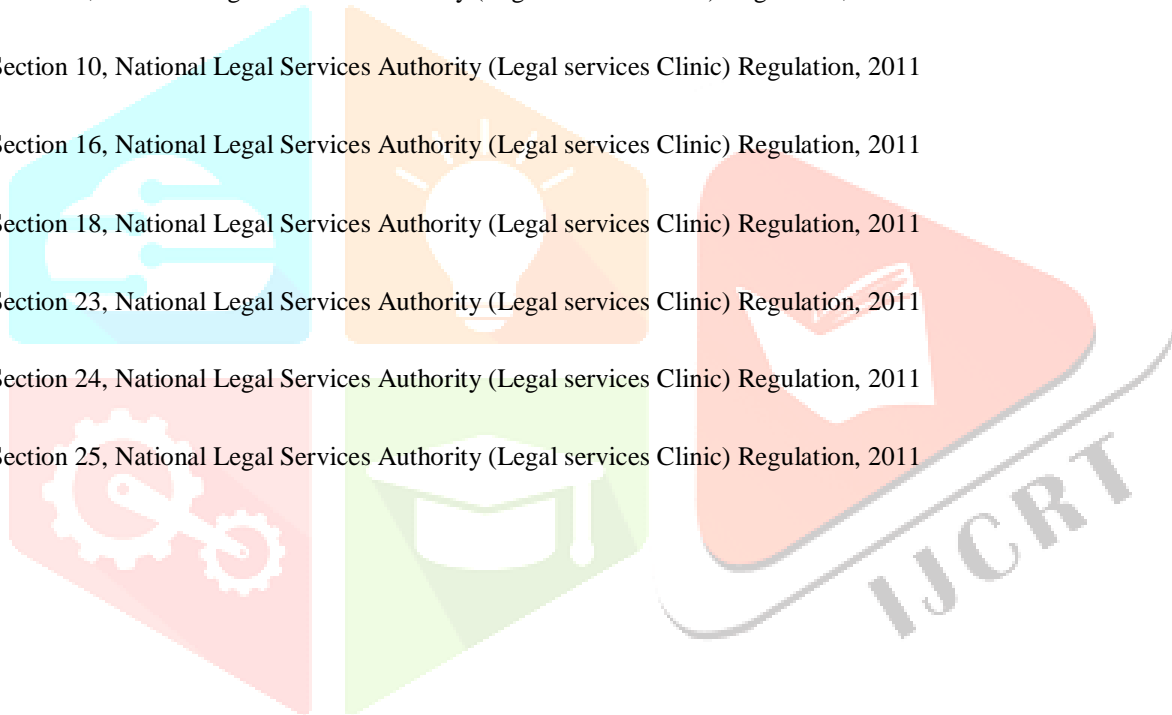 Section 10, National Legal Services Authority (Legal services Clinic) Regulation, 2011
Section 16, National Legal Services Authority (Legal services Clinic) Regulation, 2011
Section 18, National Legal Services Authority (Legal services Clinic) Regulation, 2011
Section 23, National Legal Services Authority (Legal services Clinic) Regulation, 2011
Section 24, National Legal Services Authority (Legal services Clinic) Regulation, 2011
Section 25, National Legal Services Authority (Legal services Clinic) Regulation, 2011
IJCRT